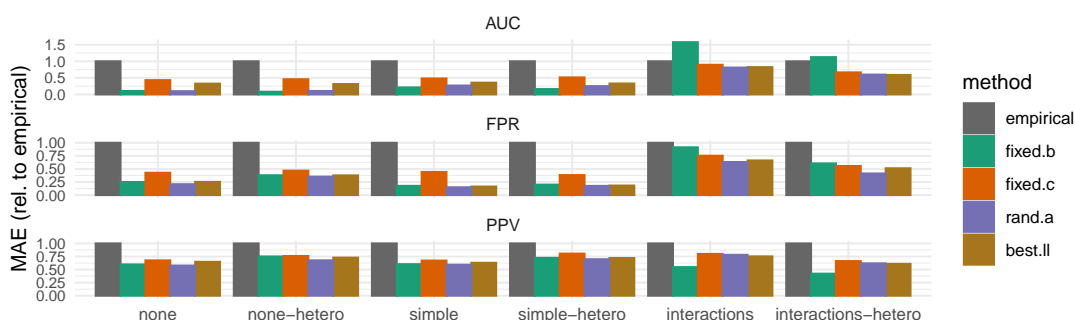 AUC
1.5
1.0
0.5
0.0
FPR
1.00
0.75
0.50
0.25
0.00
PPV
1.00
0.75
0.50
0.25
0.00
MAE (rel. to empirical)
none
none−hetero
simple
simple−hetero
interactions
interactions−hetero
method
empirical
fixed.b
fixed.c
rand.a
best.ll